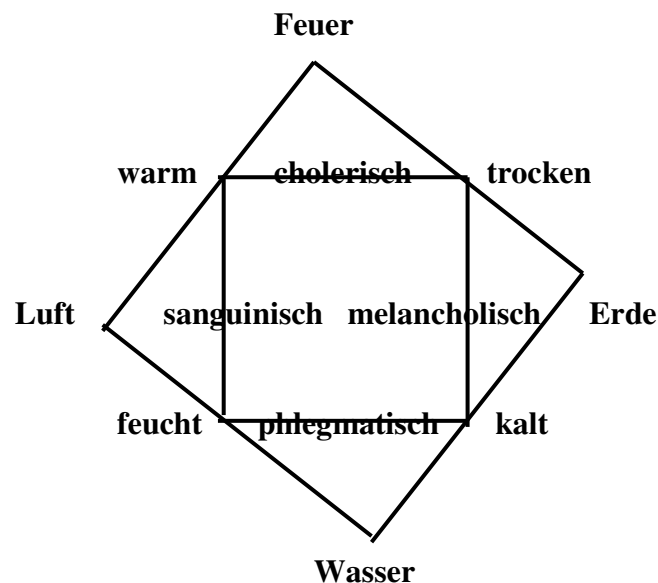 Feuer
warm cholerisch trocken
Luft sanguinisch melancholisch Erde
feucht phlegmatisch kalt
Wasser